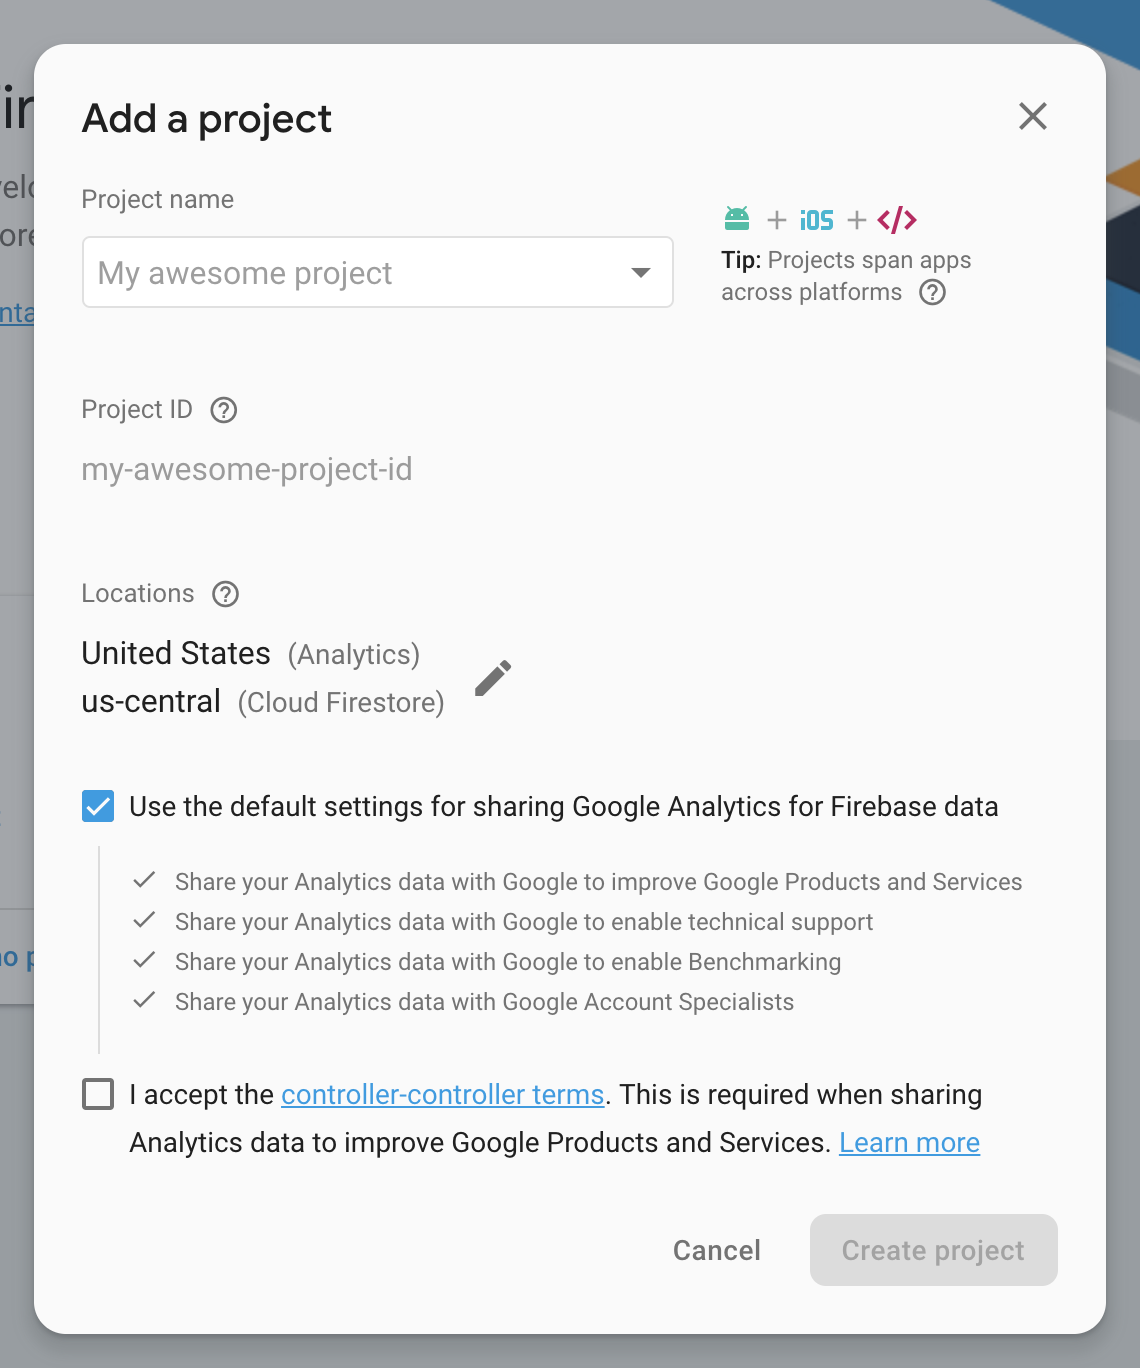 Add a project
Project name
My awesome project
iOS
Tip: Projects span apps
across platforms
Project ID
my-awesome-project-id
Locations
United States (Analytics)
us-central (Cloud Firestore)
Use the default settings for sharing Google Analytics for Firebase data
Share your Analytics data with Google to improve Google Products and Services
Share your Analytics data with Google to enable technical support
Share your Analytics data with Google to enable Benchmarking
Share your Analytics data with Google Account Specialists
I accept the controller-controller terms. This is required when sharing
Analytics data to improve Google Products and Services. Learn more
Cancel
Create project